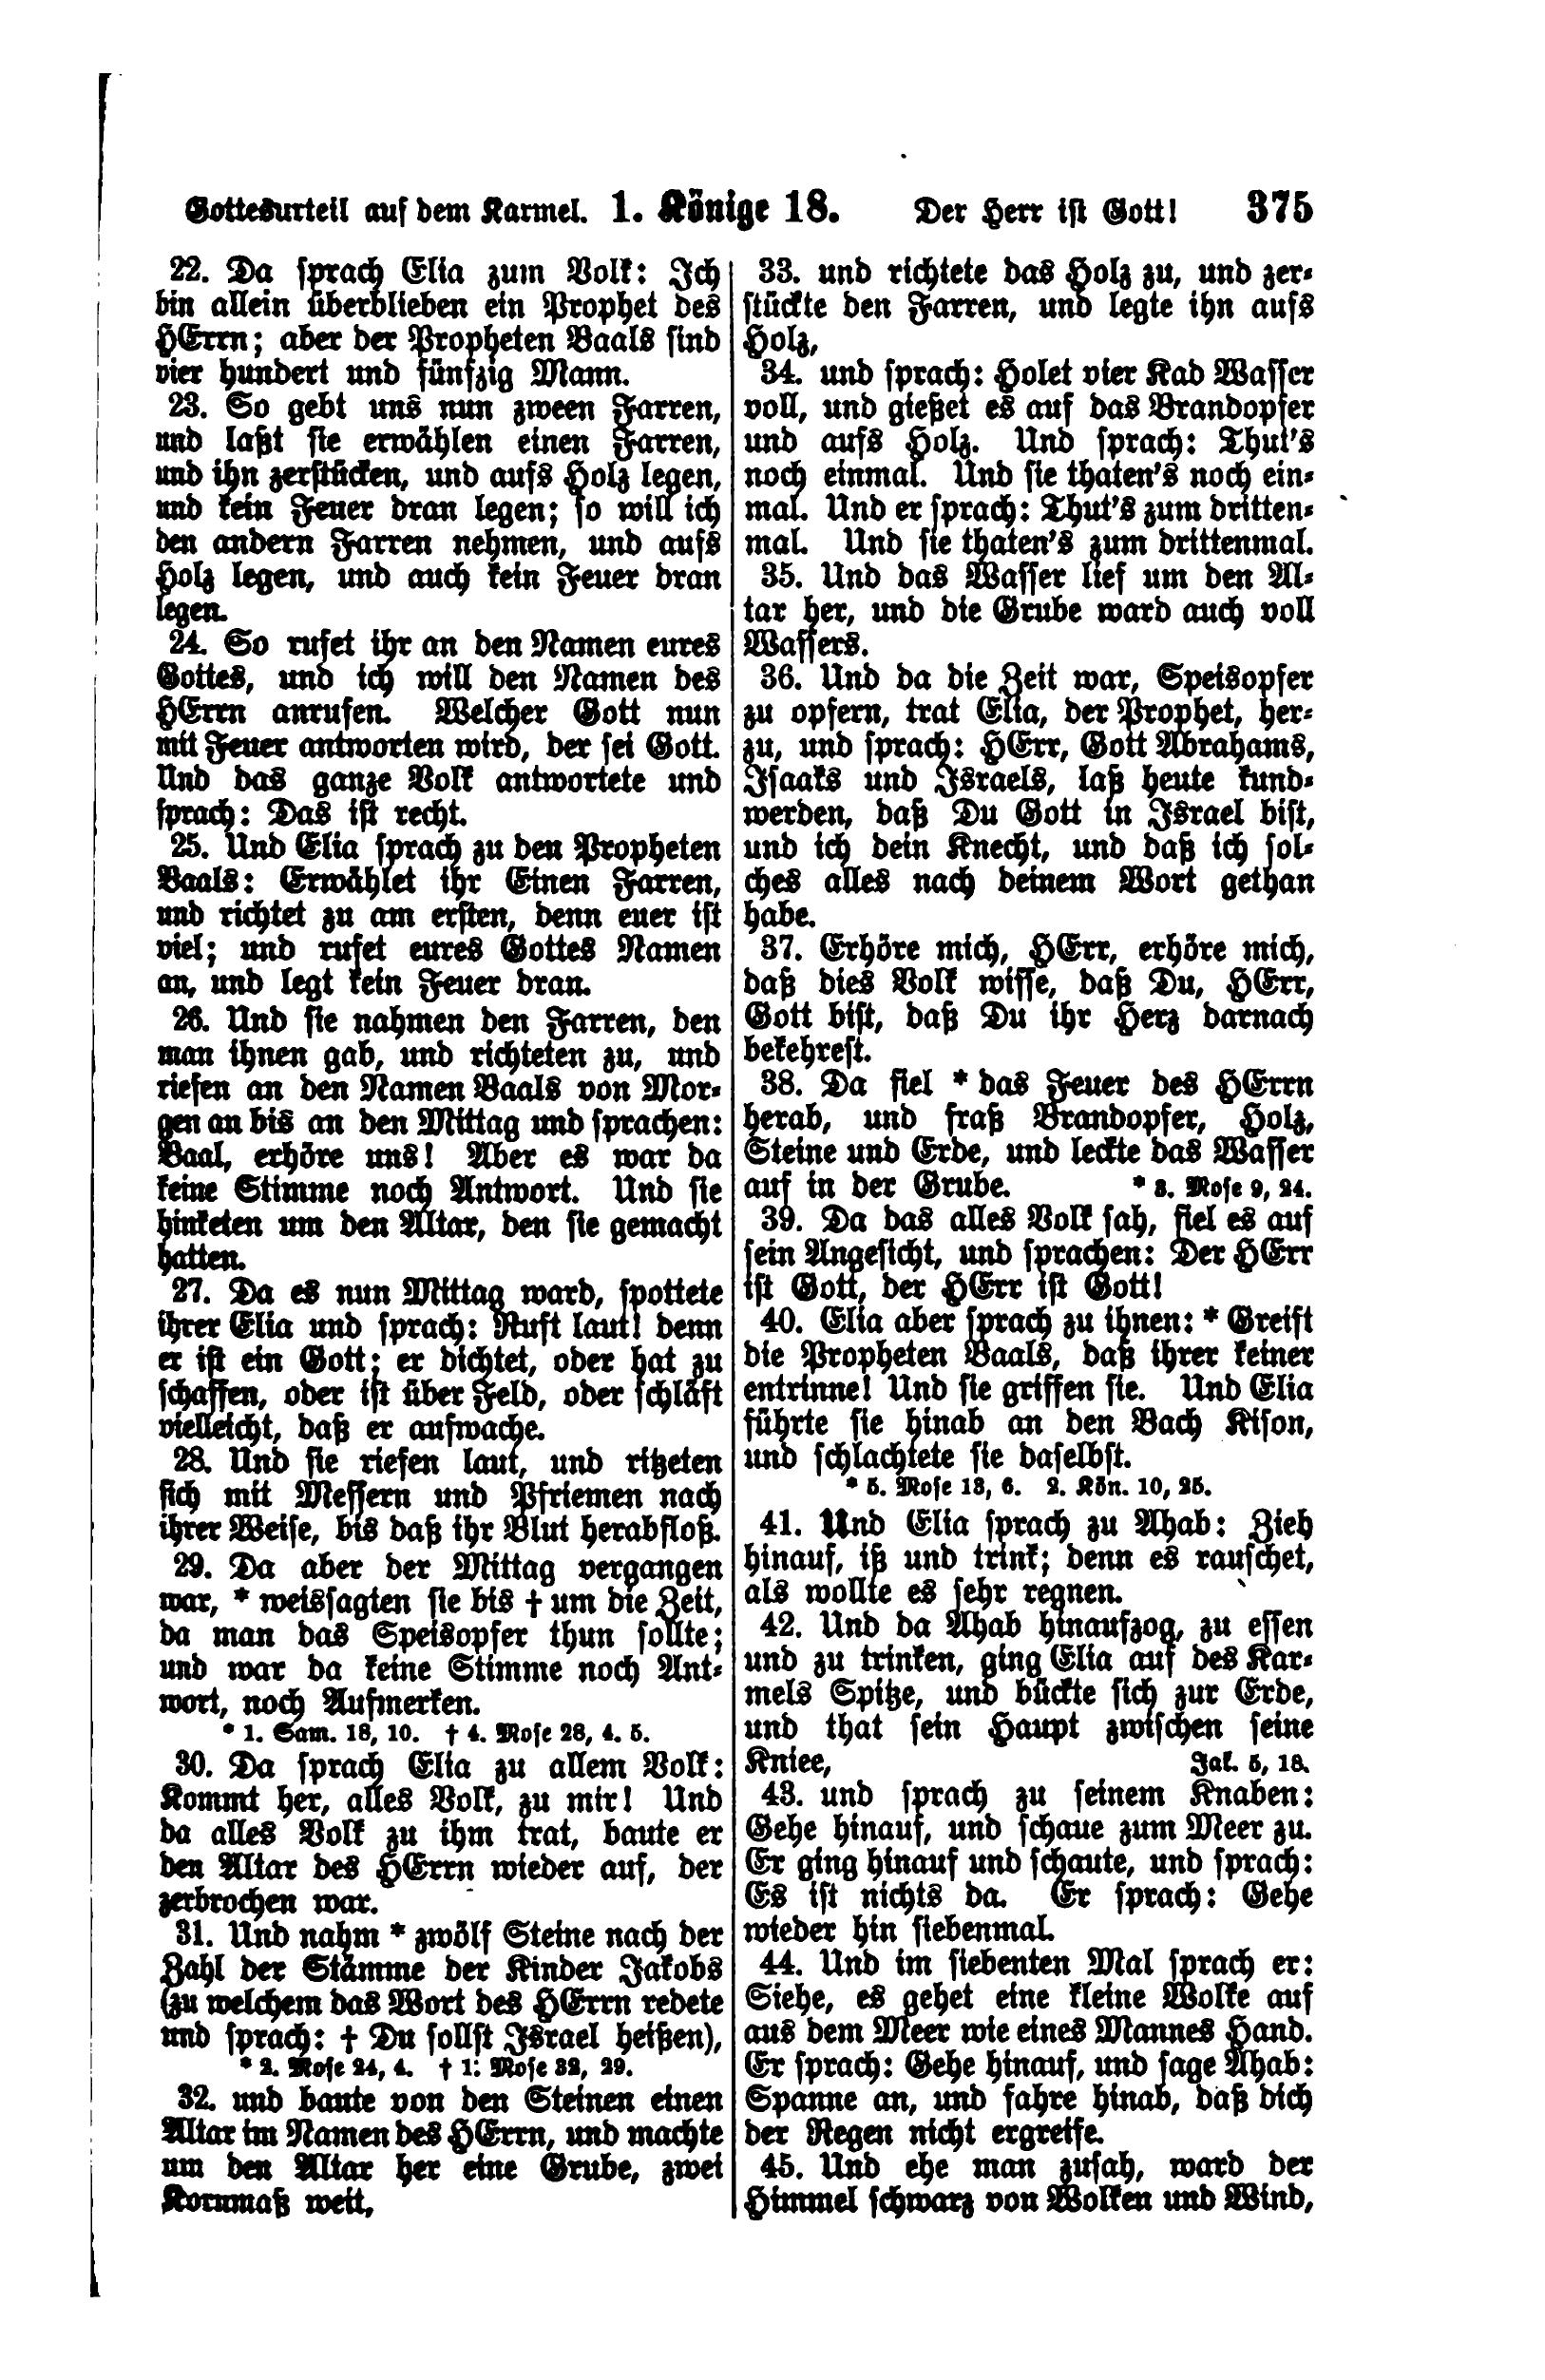 Gottesurteil auf dem Karmel. 1. Könige 18. Der Herr ist Gott! 375
22. Da sprach Elia zum Volk: Ich
bin allein überblieben ein Prophet des
HErrn; aber der Propheten Baals sind
vier hundert und fünfzig Mann.
23. So gebt uns nun zween Farren,
und laßt sie erwählen einen Farren,
und ihn zerstücken, und aufs Holz legen,
und kein Feuer dran legen; so will ich
den andern Farren nehmen, und aufs
Holz legen, und auch kein Feuer dran
legen.
24. So rufet ihr an den Namen eures
Gottes, und ich will den Namen des
HErrn anrufen. Welcher Gott nun
mit Feuer antworten wird, der sei Gott.
Und das ganze Volk antwortete und
sprach: Das ist recht.
25. Und Elia sprach zu den Propheten
Baals: Erwählet ihr Einen Farren,
und richtet zu am ersten, denn euer ist
viel; und rufet eures Gottes Namen
an, und legt kein Feuer dran.
26. Und sie nahmen den Farren, den
man ihnen gab, und richteten zu, und
riefen an den Namen Baals von Mor-
gen an bis an den Mittag und sprachen:
Baal, erhöre uns! Aber es war da
keine Stimme noch Antwort. Und sie
hinketen um den Altar, den sie gemacht
hatten.
27. Da es nun Mittag ward, spottete
ihrer Elia und sprach: Ruft laut! denn
er ist ein Gott; er dichtet, oder hat zu
schaffen, oder ist über Feld, oder schläft
vielleicht, daß er aufwache.
28. Und sie riefen laut, und ritzeten
sich mit Messern und Pfriemen nach
ihrer Weise, bis daß ihr Blut herabfloß.
29. Da aber der Mittag vergangen
war, * weissagten sie bis † um die Zeit,
da man das Speisopfer thun sollte;
und war da keine Stimme noch Ant-
wort, noch Aufmerken.
* 1. Sam. 18, 10. † 4. Mose 28, 4. 5.
30. Da sprach Elia zu allem Volk:
Kommt her, alles Volk, zu mir! Und
da alles Volk zu ihm trat, baute er
den Altar des HErrn wieder auf, der
zerbrochen war.
31. Und nahm * zwölf Steine nach der
Zahl der Stämme der Kinder Jakobs
(zu welchem das Wort des HErrn redete
und sprach: † Du sollst Israel heißen),
* 2. Mose 24, 4. † 1. Mose 32, 29.
32. und baute von den Steinen einen
Altar im Namen des HErrn, und machte
um den Altar her eine Grube, zwei
Kornmaß weit,
33. und richtete das Holz zu, und zer-
stückte den Farren, und legte ihn aufs
Holz,
34. und sprach: Holet vier Kad Wasser
voll, und gießet es auf das Brandopfer
und aufs Holz. Und sprach: Thut's
noch einmal. Und sie thaten's noch ein-
mal. Und er sprach: Thut's zum dritten-
mal. Und sie thaten's zum drittenmal.
35. Und das Wasser lief um den Al-
tar her, und die Grube ward auch voll
Wassers.
36. Und da die Zeit war, Speisopfer
zu opfern, trat Elia, der Prophet, her-
zu, und sprach: HErr, Gott Abrahams,
Isaaks und Israels, laß heute kund-
werden, daß Du Gott in Israel bist,
und ich dein Knecht, und daß ich sol-
ches alles nach deinem Wort gethan
habe.
37. Erhöre mich, HErr, erhöre mich,
daß dies Volk wisse, daß Du, HErr,
Gott bist, daß Du ihr Herz darnach
bekehrest.
38. Da fiel * das Feuer des HErrn
herab, und fraß Brandopfer, Holz,
Steine und Erde, und leckte das Wasser
auf in der Grube. * 3. Mose 9, 24.
39. Da das alles Volk sah, fiel es auf
sein Angesicht, und sprachen: Der HErr
ist Gott, der HErr ist Gott!
40. Elia aber sprach zu ihnen: * Greift
die Propheten Baals, daß ihrer keiner
entrinne! Und sie griffen sie. Und Elia
führte sie hinab an den Bach Kison,
und schlachtete sie daselbst.
* 5. Mose 13, 6. 2. Kön. 10, 25.
41. Und Elia sprach zu Ahab: Zieh
hinauf, iß und trink; denn es rauschet,
als wollte es sehr regnen.
42. Und da Ahab hinaufzog, zu essen
und zu trinken, ging Elia auf des Kar-
mels Spitze, und bückte sich zur Erde,
und that sein Haupt zwischen seine
Kniee, Jak. 5, 18.
43. und sprach zu seinem Knaben:
Gehe hinauf, und schaue zum Meer zu.
Er ging hinauf und schaute, und sprach:
Es ist nichts da. Er sprach: Gehe
wieder hin siebenmal.
44. Und im siebenten Mal sprach er:
Siehe, es gehet eine kleine Wolke auf
aus dem Meer wie eines Mannes Hand.
Er sprach: Gehe hinauf, und sage Ahab:
Spanne an, und fahre hinab, daß dich
der Regen nicht ergreife.
45. Und ehe man zusah, ward der
Himmel schwarz von Wolken und Wind,